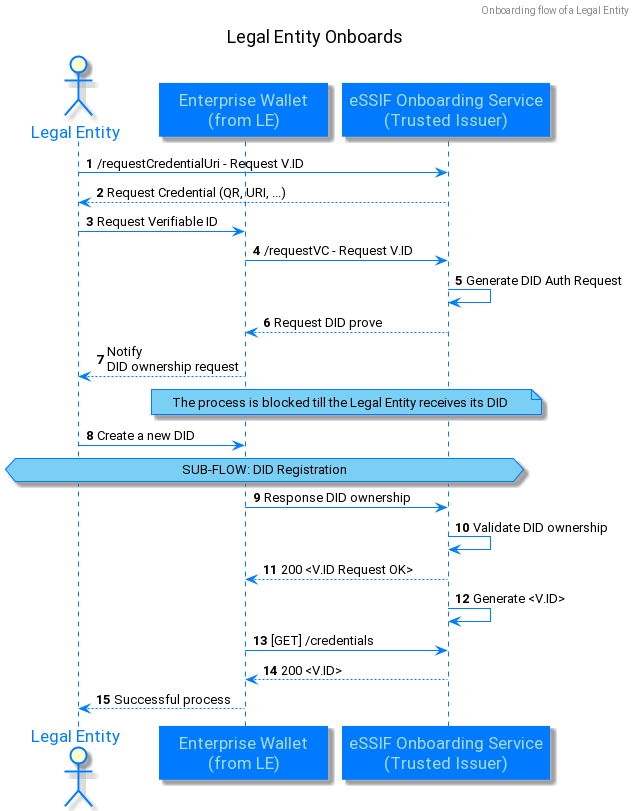 Onboarding flow of a Legal Entity
Legal Entity Onboards
Legal Entity
Enterprise Wallet
(from LE)
eSSIF Onboarding Service
(Trusted Issuer)
1 /requestCredentialUri - Request V.ID
2 Request Credential (QR, URI, ...)
3 Request Verifiable ID
4 /requestVC - Request V.ID
5 Generate DID Auth Request
6 Request DID prove
7 Notify
DID ownership request
The process is blocked till the Legal Entity receives its DID
8 Create a new DID
SUB-FLOW: DID Registration
9 Response DID ownership
10 Validate DID ownership
11 200 <V.ID Request OK>
12 Generate <V.ID>
13 [GET] /credentials
14 200 <V.ID>
15 Successful process
Legal Entity
Enterprise Wallet
(from LE)
eSSIF Onboarding Service
(Trusted Issuer)